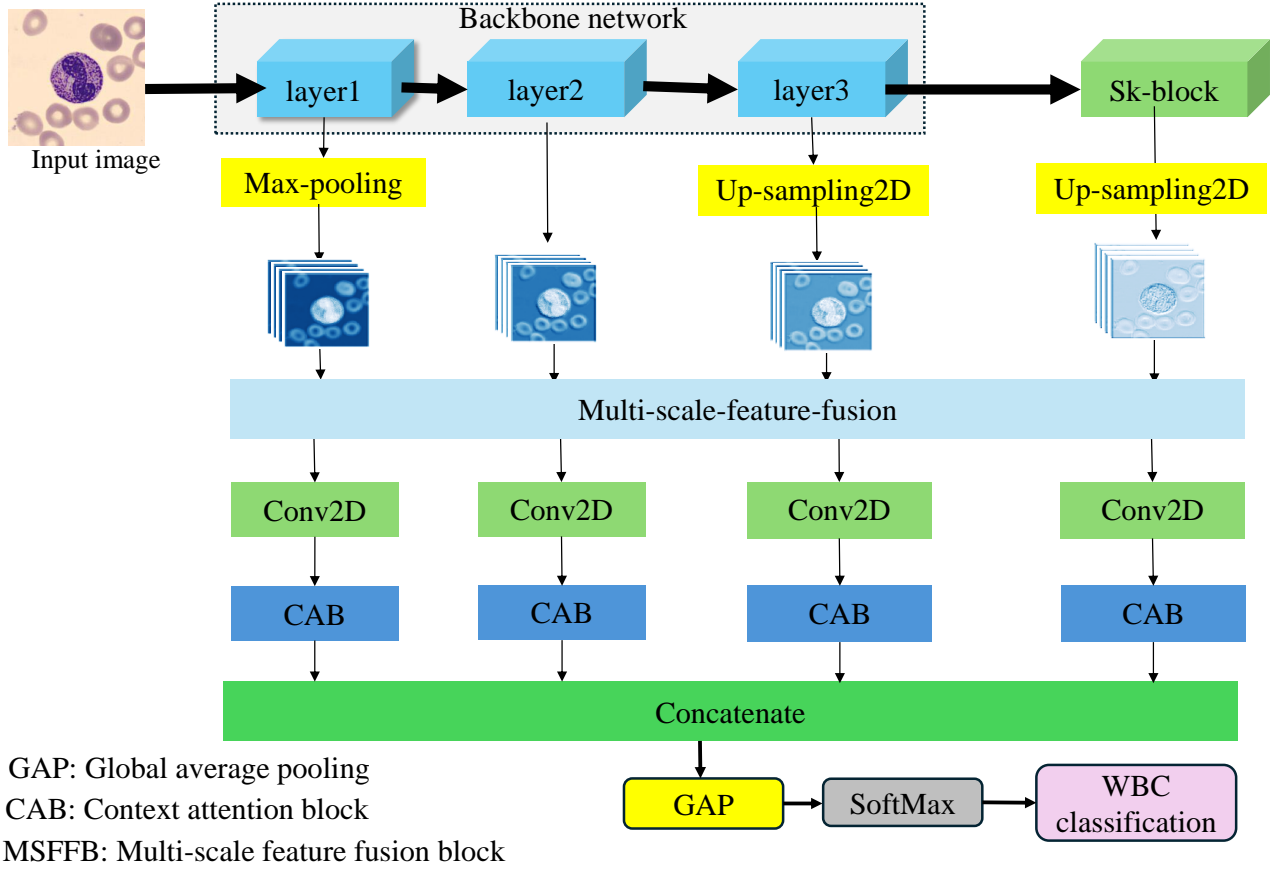 Backbone network
layer1
layer2
layer3
Sk-block
Input image
Max-pooling
Up-sampling2D
Up-sampling2D
Multi-scale-feature-fusion
Conv2D
Conv2D
Conv2D
Conv2D
CAB
CAB
CAB
CAB
Concatenate
GAP: Global average pooling
CAB: Context attention block
MSFFB: Multi-scale feature fusion block
GAP
SoftMax
WBC
classification